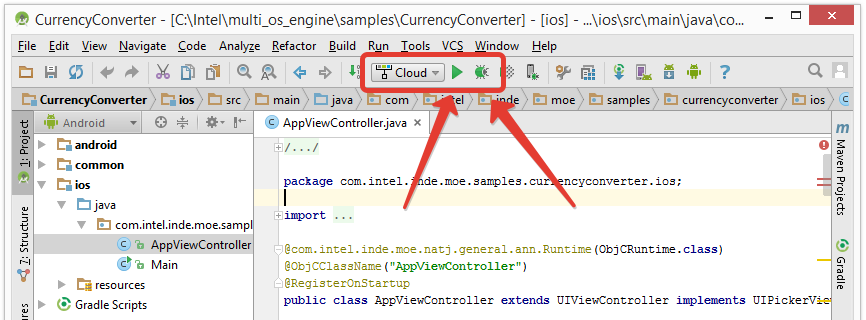 CurrencyConverter - [C:\Intel\multi_os_engine\samples\CurrencyConverter] - [ios] - ...\ios\src\main\java\co...
File Edit View Navigate Code Analyze Refactor Build Run Tools VCS Window Help
Cloud
CurrencyConverter ios src main java com intel inde moe samples currencyconverter ios
Android
AppViewController.java
1: Project
7: Structure
android
common
ios
java
com.intel.inde.moe.sampl
AppViewController
Main
resources
Gradle Scripts
/.../
package com.intel.inde.moe.samples.currencyconverter.ios;
import ...
@com.intel.inde.moe.natj.general.ann.Runtime(ObjCRuntime.class)
@ObjCClassName("AppViewController")
@RegisterOnStartup
public class AppViewController extends UIViewController implements UIPickerView
m
Maven Projects
Gradle